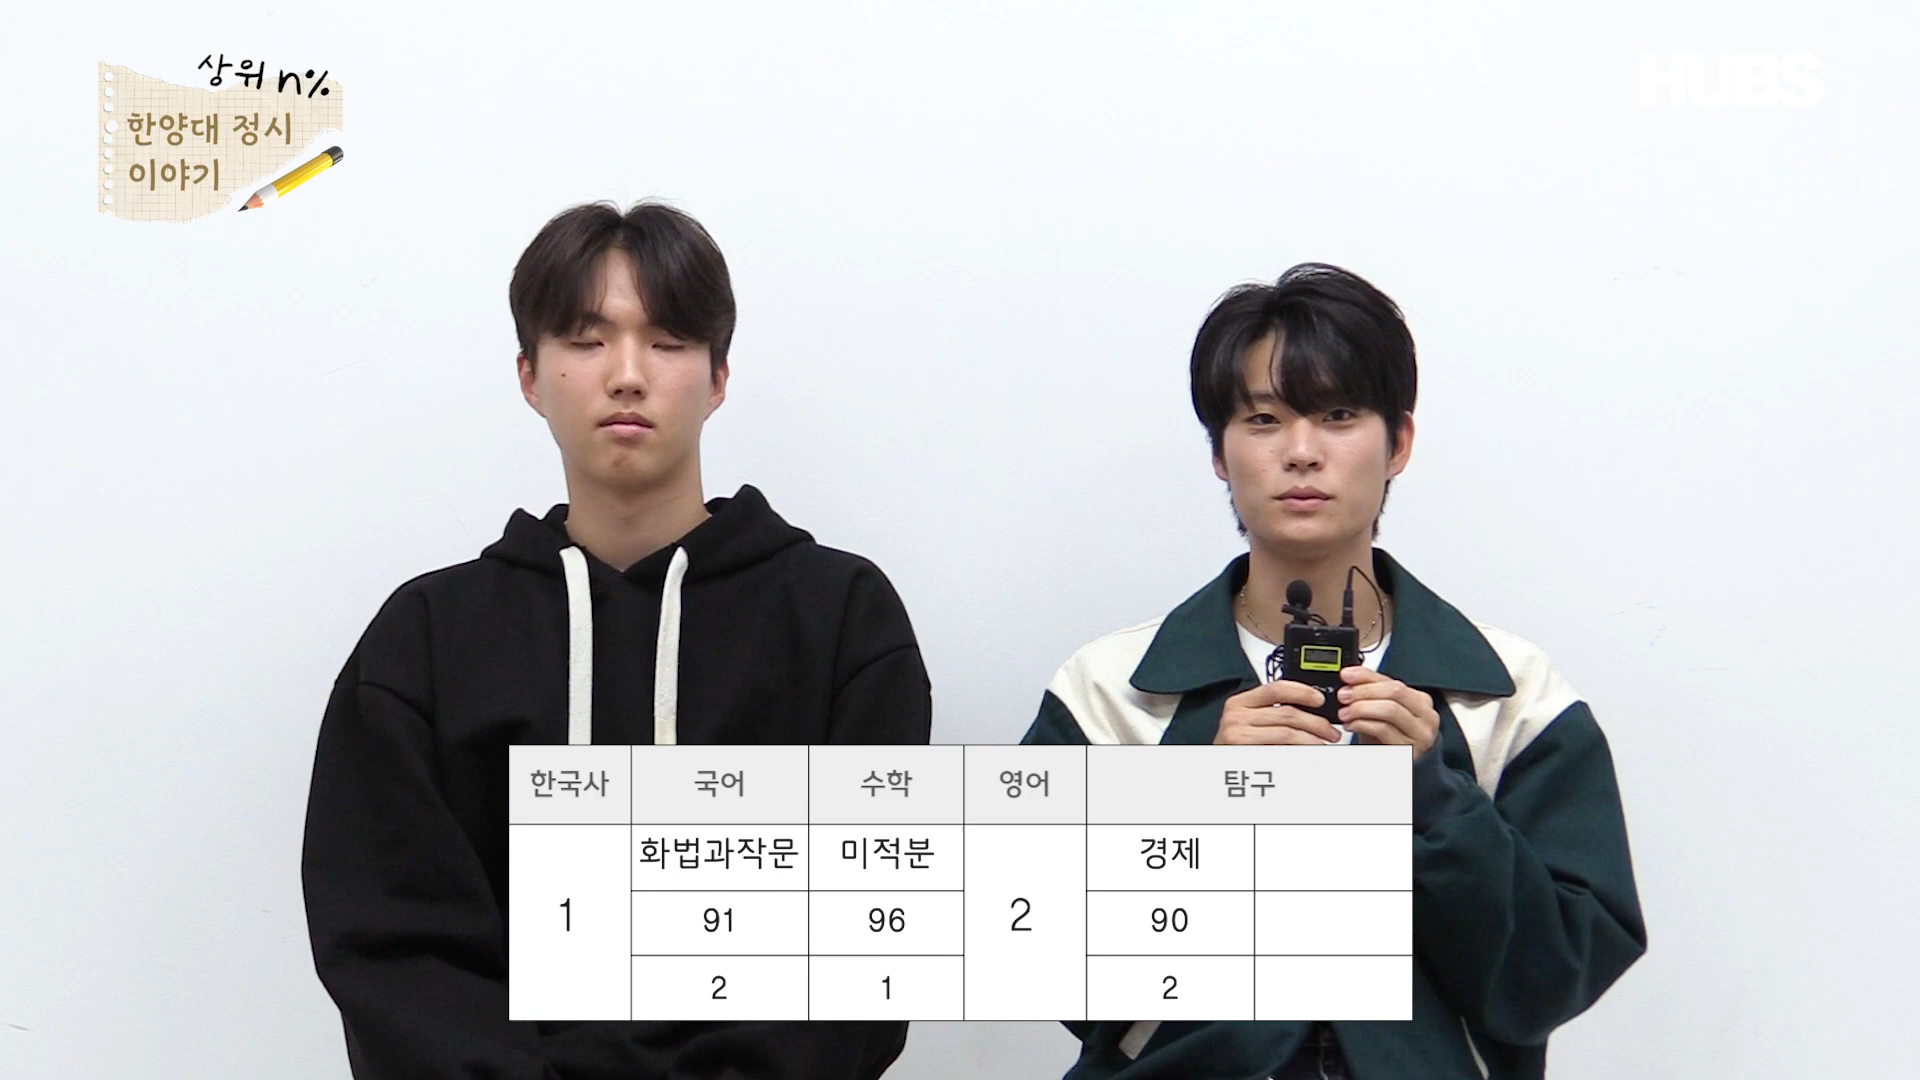 상위 n%
한양대 정시
이야기
HUBS
한국사 국어 수학 영어 탐구
화법과작문 미적분 경제
1 91 96 2 90
2 1 2